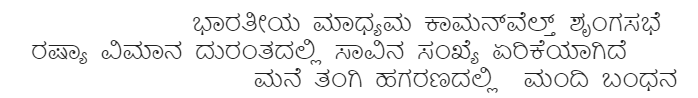 ಭಾರತೀಯ ಮಾಧ್ಯಮ ಕಾಮನ್‌ವೆಲ್ತ್ ಶೃಂಗಸಭೆ
ರಷ್ಯಾ ವಿಮಾನ ದುರಂತದಲ್ಲಿ ಸಾವಿನ ಸಂಖ್ಯೆ ಏರಿಕೆಯಾಗಿದೆ
ಮನೆ ತಂಗಿ ಹಗರಣದಲ್ಲಿ ಮಂದಿ ಬಂಧನ